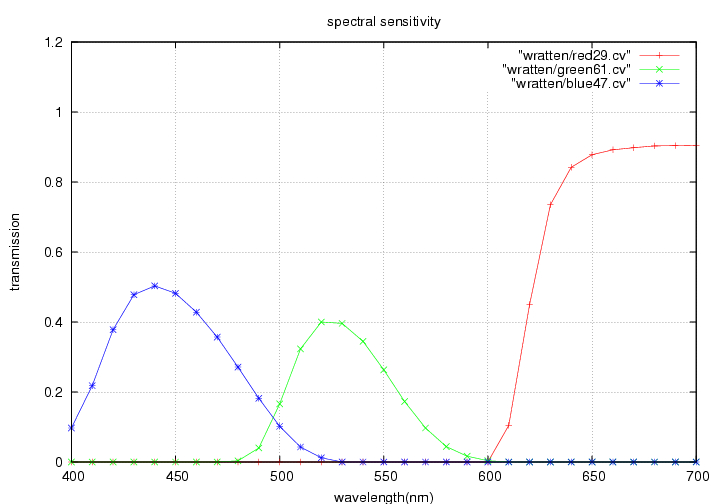 spectral sensitivity
"wratten/red29.cv"
"wratten/green61.cv"
"wratten/blue47.cv"
1.2
1
0.8
0.6
0.4
0.2
0
transmission
400 450 500 550 600 650 700
wavelength(nm)